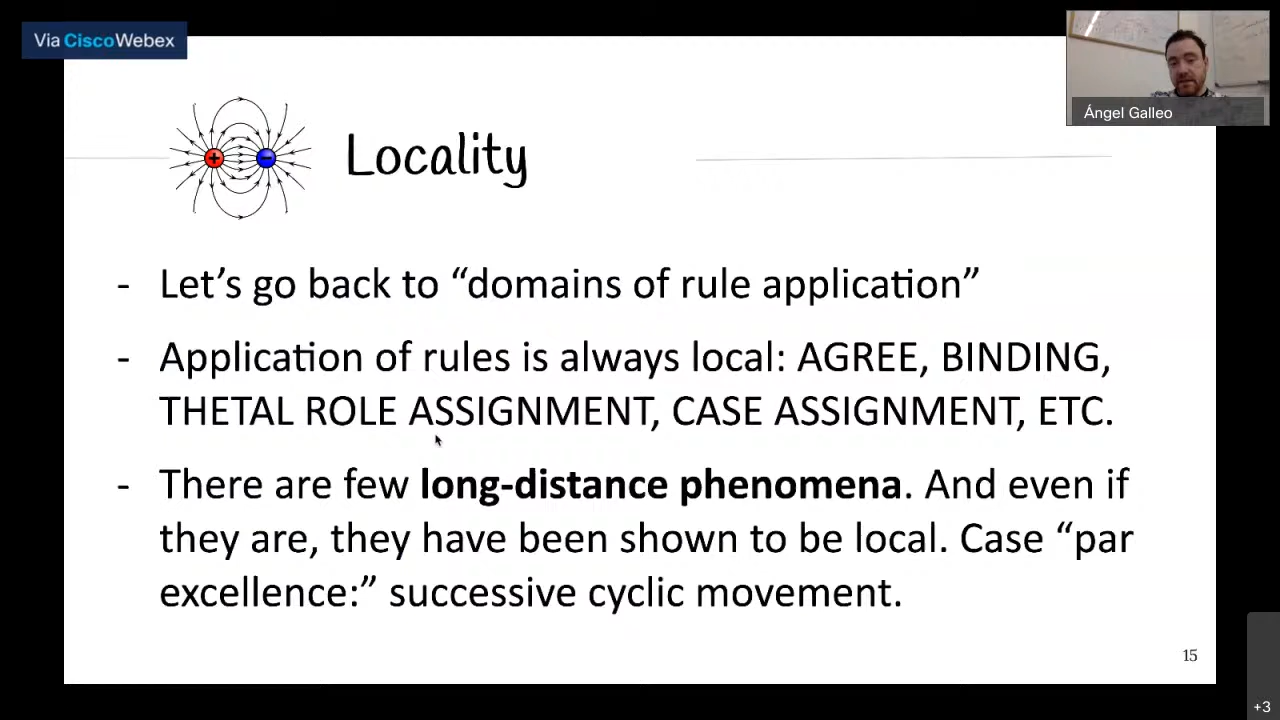 Via Cisco Webex
Ángel Galleo
+ -
Locality
- Let's go back to “domains of rule application”
- Application of rules is always local: AGREE, BINDING,
THETAL ROLE ASSIGNMENT, CASE ASSIGNMENT, ETC.
- There are few long-distance phenomena. And even if
they are, they have been shown to be local. Case “par
excellence:” successive cyclic movement.
15
+3